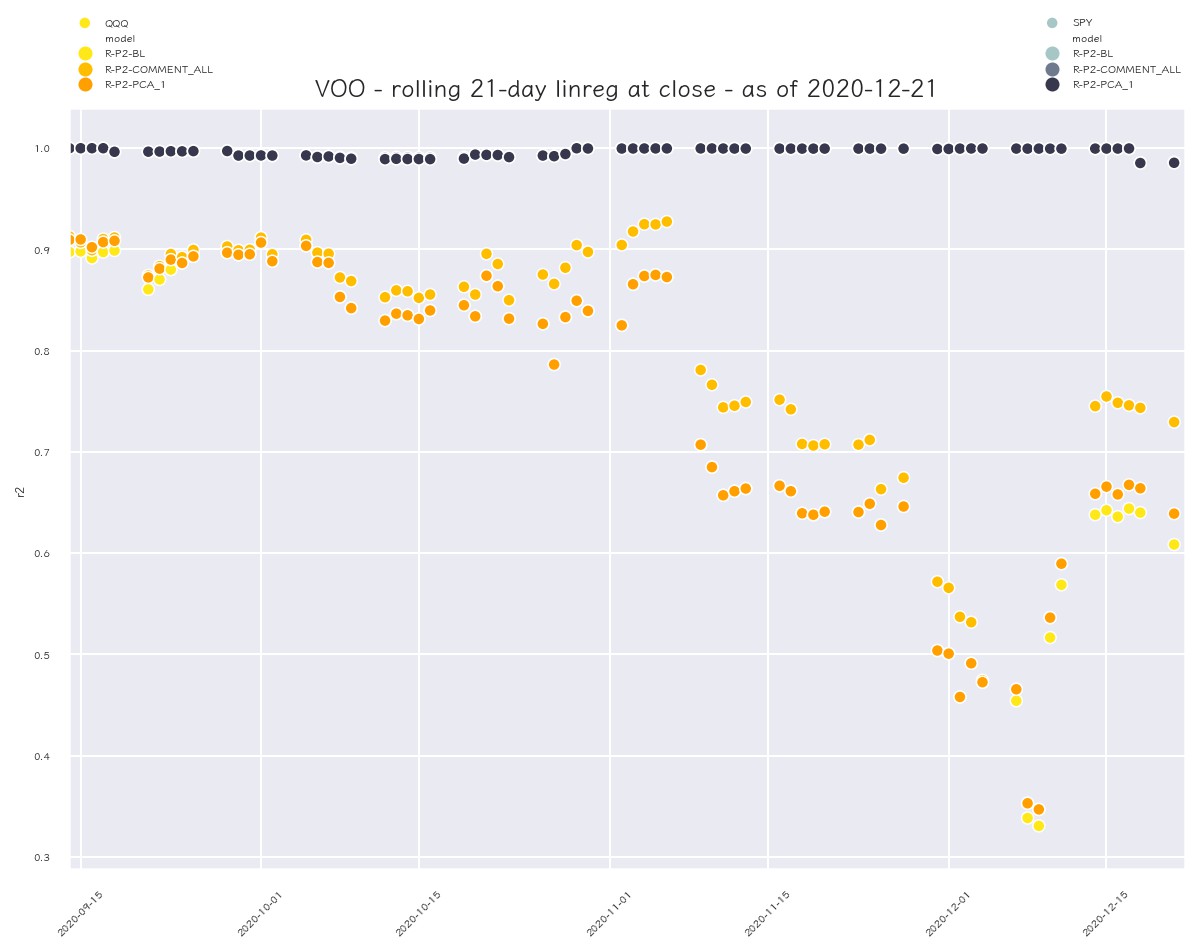 QQQ
model
R-P2-BL
R-P2-COMMENT_ALL
R-P2-PCA_1
SPY
model
R-P2-BL
R-P2-COMMENT_ALL
R-P2-PCA_1
VOO - rolling 21-day linreg at close - as of 2020-12-21
1.0
0.9
0.8
0.7
0.6
0.5
0.4
0.3
r2
2020-09-15
2020-10-01
2020-10-15
2020-11-01
2020-11-15
2020-12-01
2020-12-15